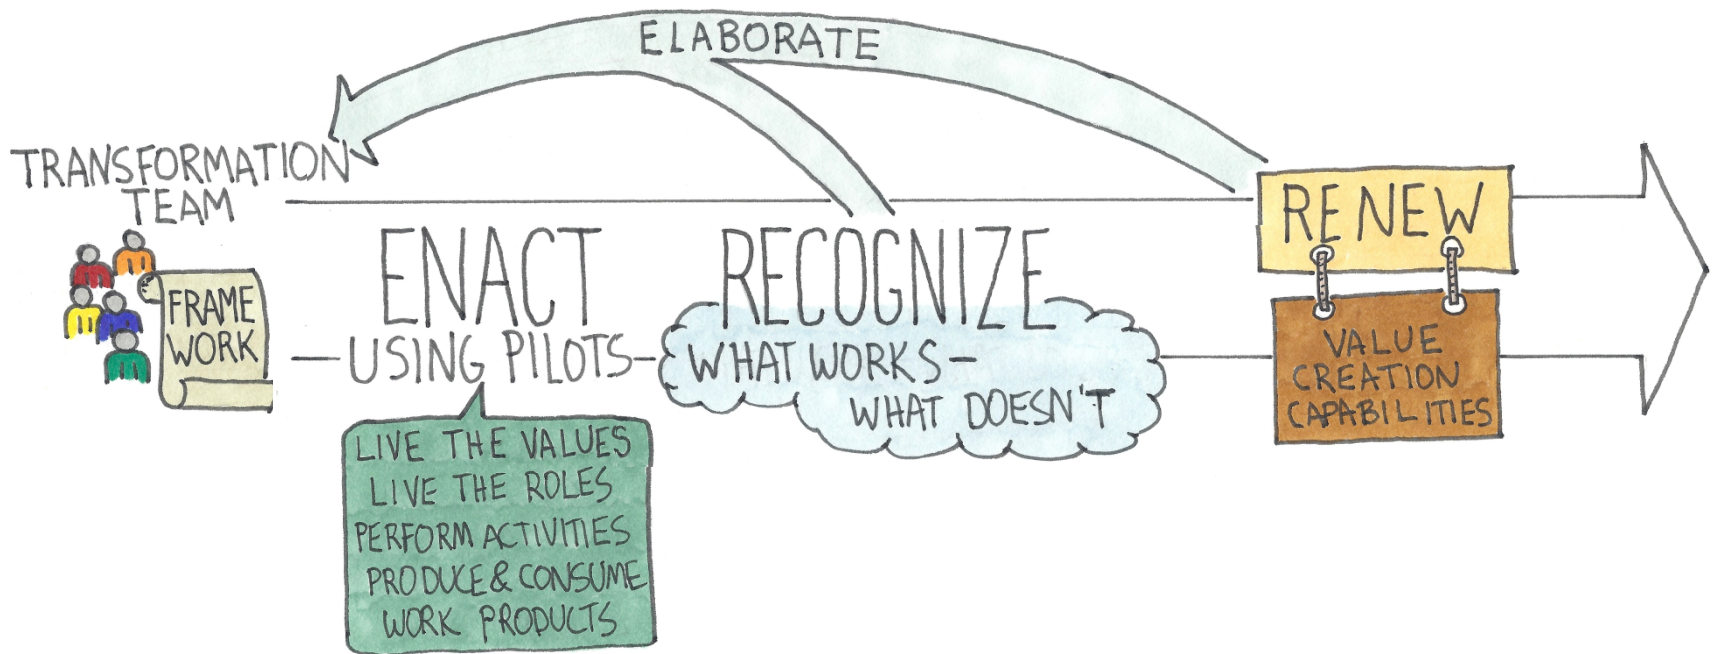 ELABORATE
TRANSFORMATION
TEAM
FRAME
WORK
ENACT
USING PILOTS
LIVE THE VALUES
LIVE THE ROLES
PERFORM ACTIVITIES
PRODUCE & CONSUME
WORK PRODUCTS
RECOGNIZE
WHAT WORKS -
WHAT DOESN'T
RENEW
VALUE
CREATION
CAPABILITIES